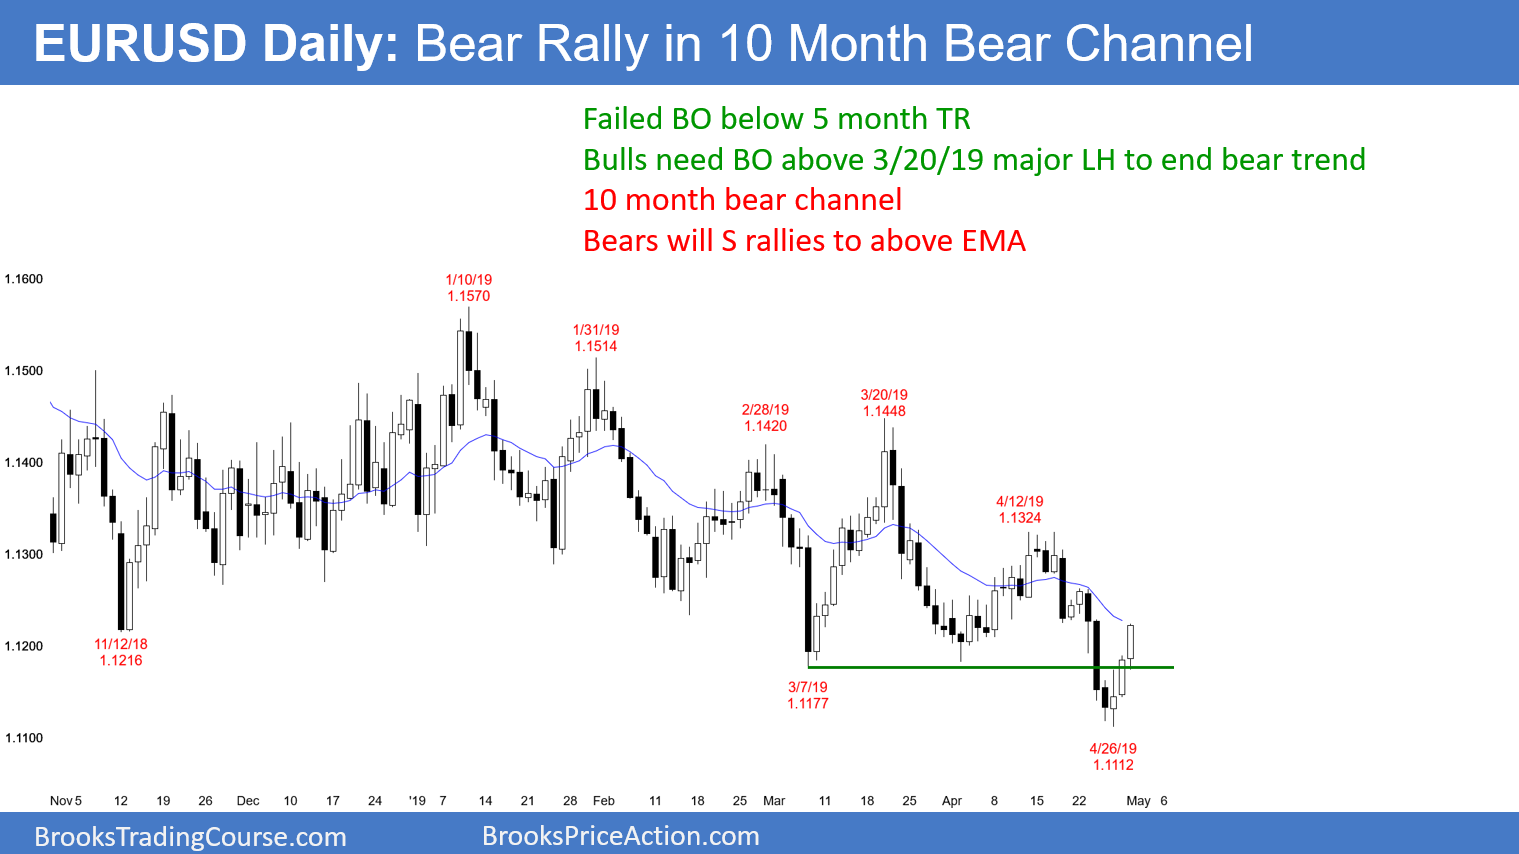 EURUSD Daily: Bear Rally in 10 Month Bear Channel
Failed BO below 5 month TR
Bulls need BO above 3/20/19 major LH to end bear trend
10 month bear channel
Bears will S rallies to above EMA
1.1600
1.1500
1.1400
1.1300
1.1200
1.1100
1/10/19
1.1570
1/31/19
1.1514
2/28/19
1.1420
3/20/19
1.1448
4/12/19
1.1324
11/12/18
1.1216
3/7/19
1.1177
4/26/19
1.1112
Nov 5 12 19 26 Dec 10 17 24 '19 7 14 21 28 Feb 11 18 25 Mar 11 18 25 Apr 8 15 22 May 6
BrooksTradingCourse.com
BrooksPriceAction.com